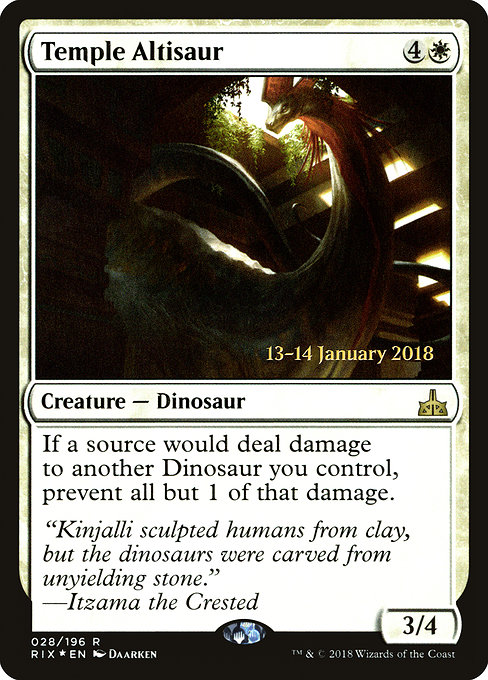 Temple Altisaur 4
13–14 January 2018
Creature — Dinosaur
If a source would deal damage
to another Dinosaur you control,
prevent all but 1 of that damage.
“Kinjalli sculpted humans from clay,
but the dinosaurs were carved from
unyielding stone.”
—Itzama the Crested
3/4
028/196 R
RIX★EN DAARKEN
™ & © 2018 Wizards of the Coast